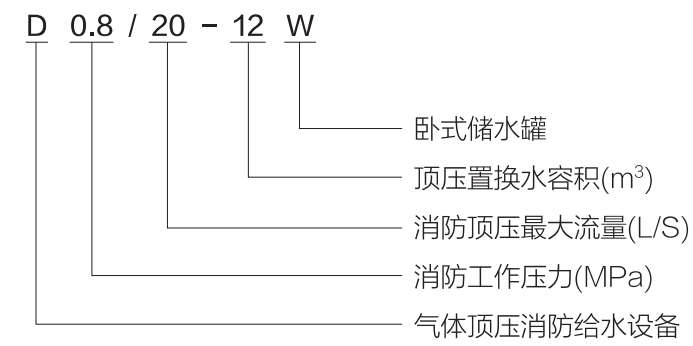 D 0.8 / 20 - 12 W
卧式储水罐
顶压置换水容积(m³)
消防顶压最大流量(L/S)
消防工作压力(MPa)
气体顶压消防给水设备